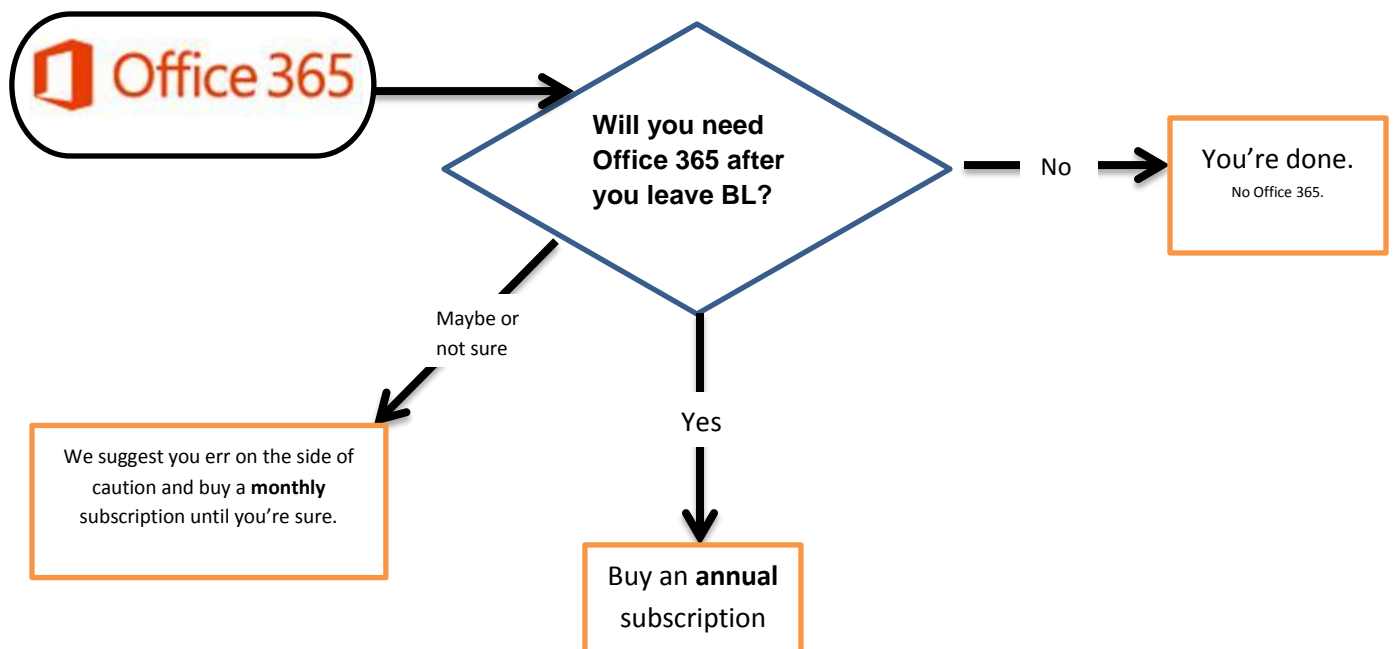 Office 365
Will you need
Office 365 after
you leave BL?
No
You’re done.
No Office 365.
Maybe or
not sure
Yes
We suggest you err on the side of
caution and buy a monthly
subscription until you’re sure.
Buy an annual
subscription